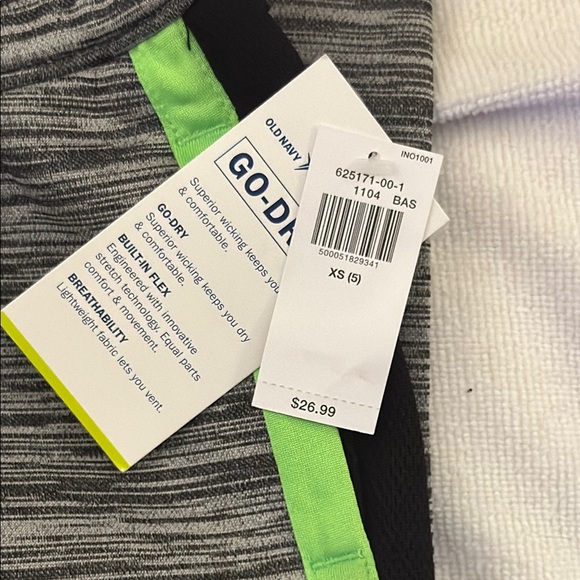 OLD NAVY
GO-DR
Superior wicking keeps you
& comfortable.
GO-DRY
Superior wicking keeps you dry
& comfortable.
BUILT-IN FLEX
Engineered with innovative
stretch technology. Equal parts
comfort & movement.
BREATHABILITY
Lightweight fabric lets you vent.
INO1001
625171-00-1
1104 BAS
500051829341
XS (5)
$26.99